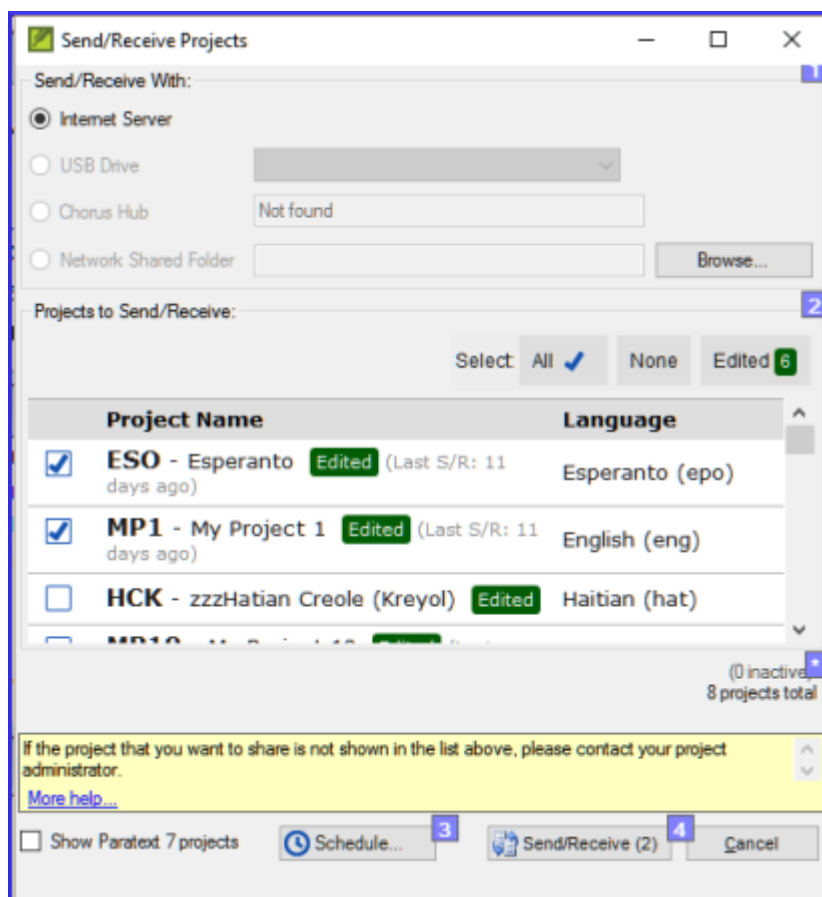 Send/Receive Projects
1
Send/Receive With:
Internet Server
USB Drive
Chorus Hub Not found
Network Shared Folder Browse...
2
Projects to Send/Receive:
Select: All None Edited 6
Project Name Language
ESO - Esperanto Edited (Last S/R: 11 days ago) Esperanto (epo)
MP1 - My Project 1 Edited (Last S/R: 11 days ago) English (eng)
HCK - zzzHatian Creole (Kreyol) Edited Haitian (hat)
*
(0 inactive)
8 projects total
If the project that you want to share is not shown in the list above, please contact your project
administrator.
More help...
Show Paratext 7 projects Schedule... 3 Send/Receive (2) 4 Cancel